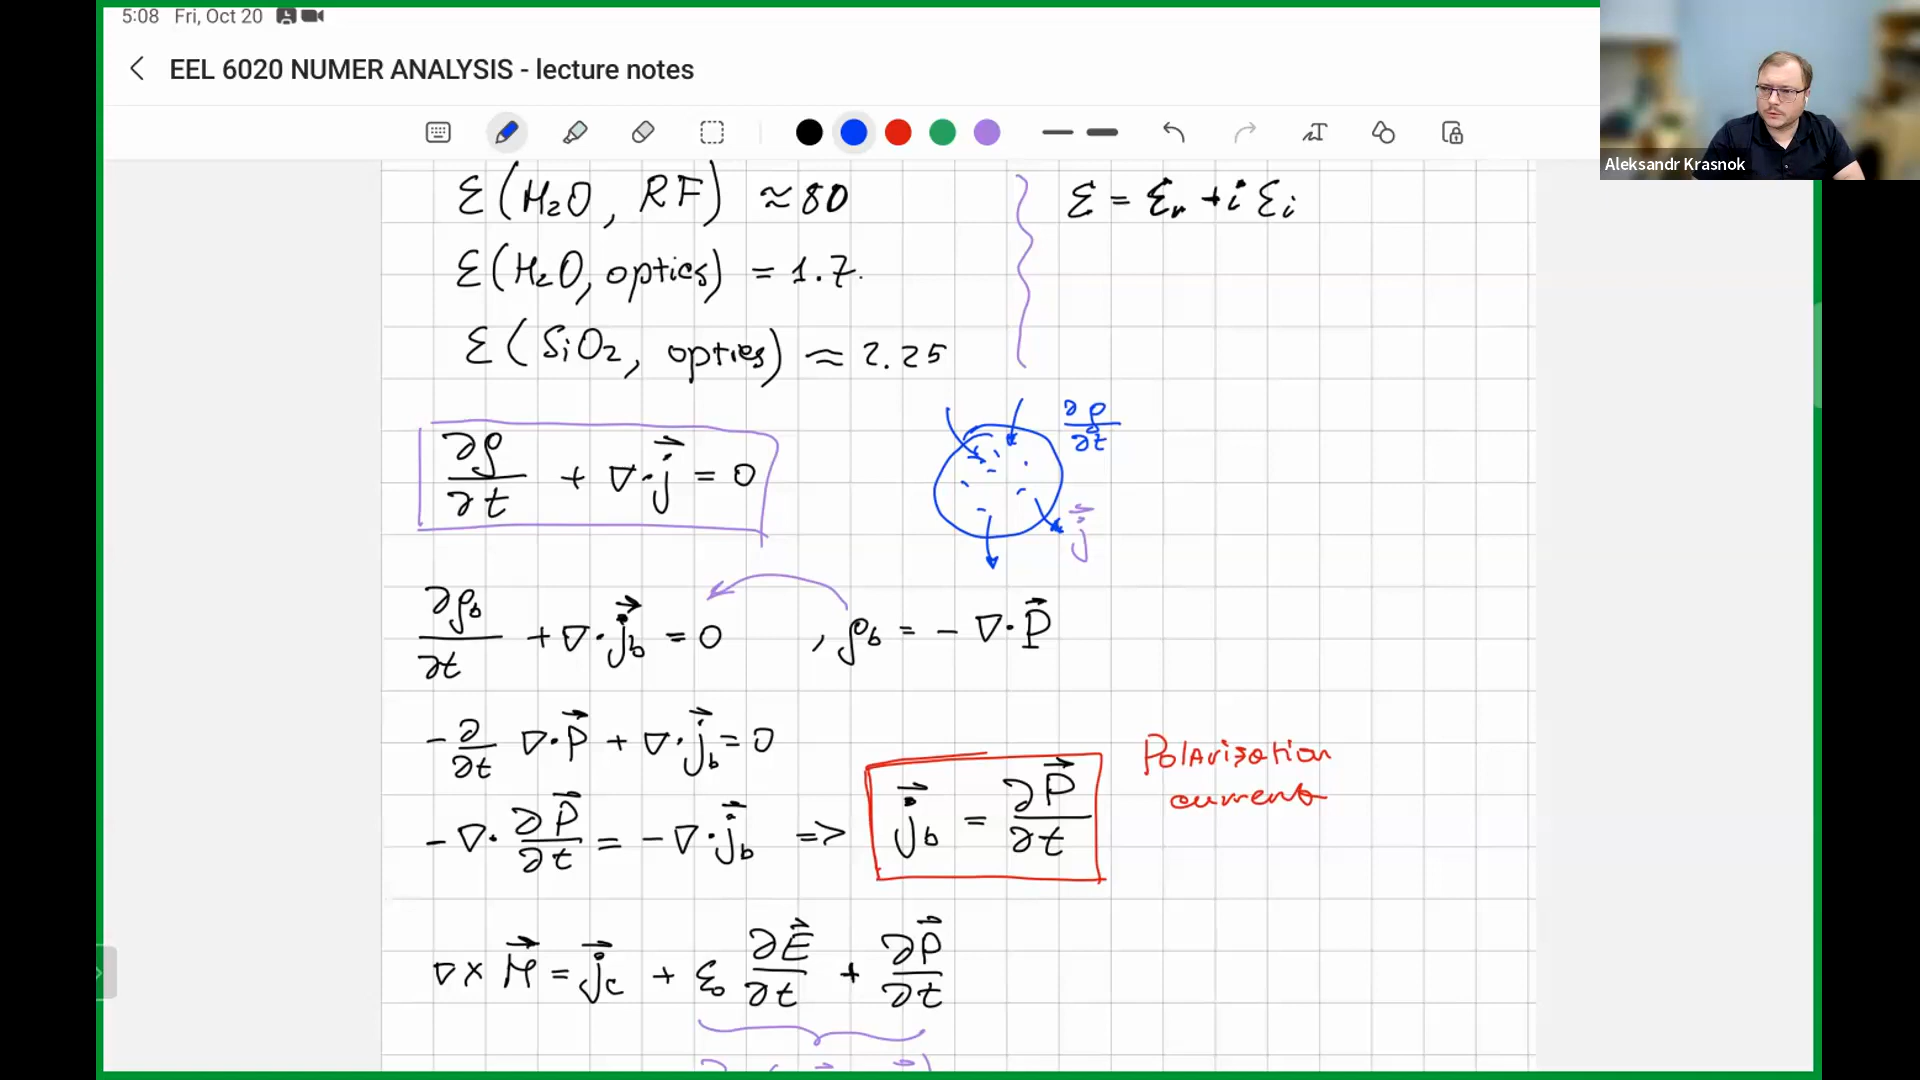 5:08 Fri, Oct 20
EEL 6020 NUMER ANALYSIS - lecture notes
Aleksandr Krasnok
ε(H₂O, RF) ≈ 80
ε = εᵣ + i εᵢ
ε(H₂O, optics) = 1.7.
ε(SiO₂, optics) ≈ 2.25
∂ρ/∂t + ∇·j⃗ = 0
∂ρ/∂t
j⃗
∂ρ_b/∂t + ∇·j⃗_b = 0 , ρ_b = - ∇·P⃗
-∂/∂t ∇·P⃗ + ∇·j⃗_b = 0
-∇·∂P⃗/∂t = -∇·j⃗_b => j⃗_b = ∂P⃗/∂t
Polarization
current
∇× H⃗ = j⃗_c + ε₀ ∂E⃗/∂t + ∂P⃗/∂t